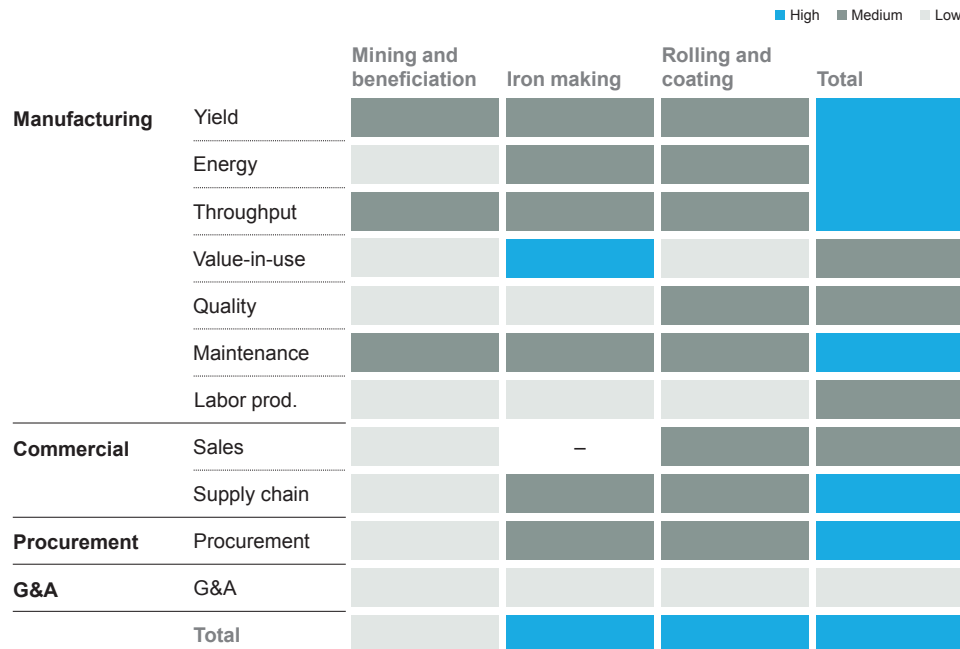 High Medium Low
Mining and
beneficiation
Iron making
Rolling and
coating
Total
Manufacturing Yield
Energy
Throughput
Value-in-use
Quality
Maintenance
Labor prod.
Commercial Sales –
Supply chain
Procurement Procurement
G&A G&A
Total